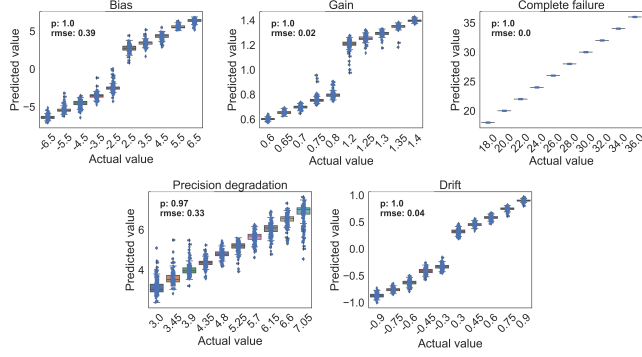 Bias
Gain
Complete failure
p: 1.0
rmse: 0.39
p: 1.0
rmse: 0.02
p: 1.0
rmse: 0.0
Predicted value
5
0
−5
Predicted value
1.4
1.2
1.0
0.8
0.6
Predicted value
35
30
25
20
-6.5 -5.5 -4.5 -3.5 -2.5 2.5 3.5 4.5 5.5 6.5
0.6 0.65 0.7 0.75 0.8 1.2 1.25 1.3 1.35 1.4
18.0 20.0 22.0 24.0 26.0 28.0 30.0 32.0 34.0 36.0
Actual value
Actual value
Actual value
Precision degradation
Drift
p: 0.97
rmse: 0.33
p: 1.0
rmse: 0.04
Predicted value
6
4
Predicted value
1.0
0.5
0.0
−0.5
−1.0
3.0 3.45 3.9 4.35 4.8 5.25 5.7 6.15 6.6 7.05
-0.9 -0.75 -0.6 -0.45 -0.3 0.3 0.45 0.6 0.75 0.9
Actual value
Actual value